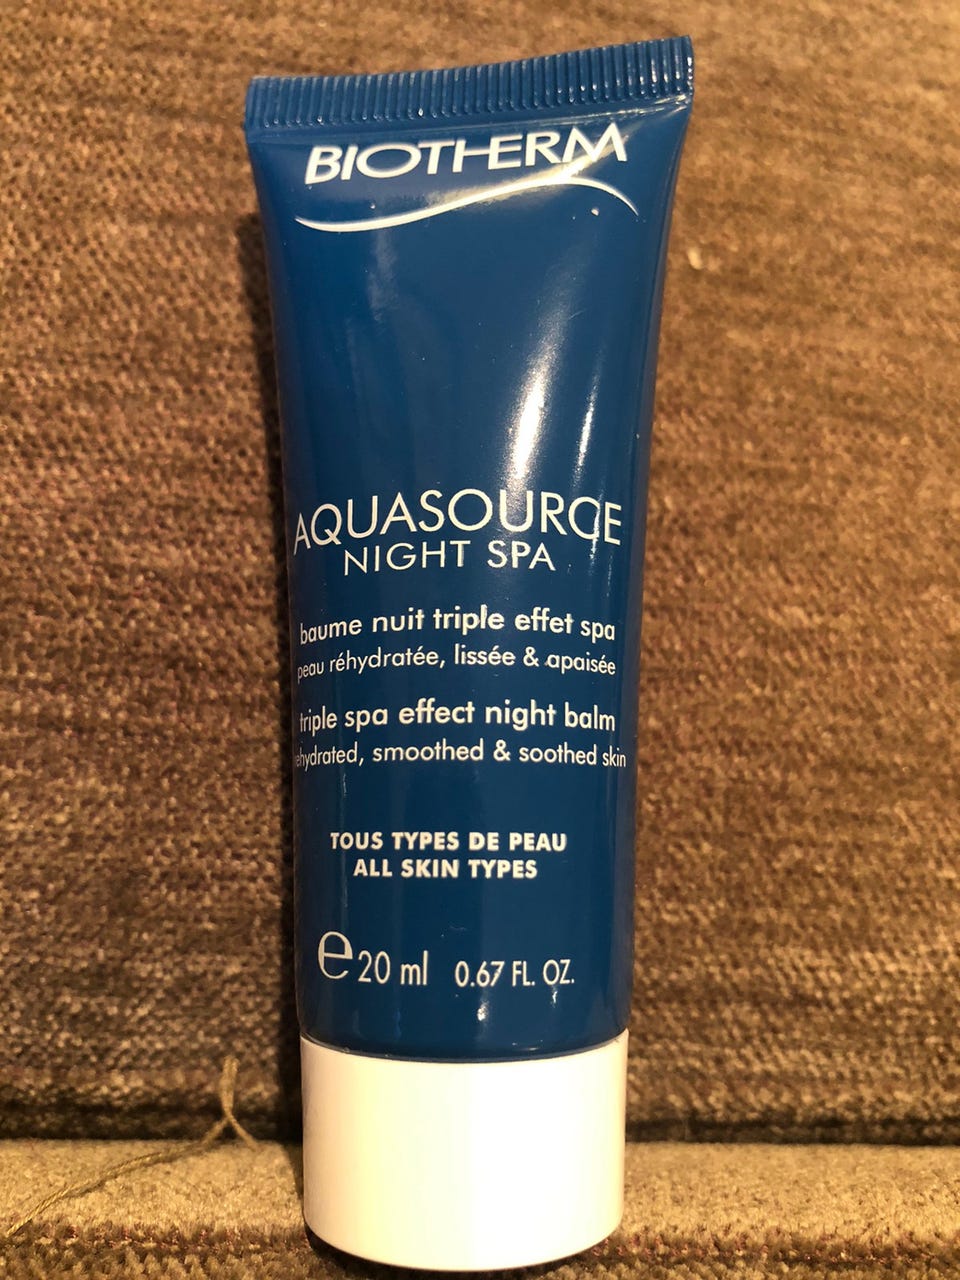 BIOTHERM
AQUASOURCE
NIGHT SPA
baume nuit triple effet spa
peau réhydratée, lissée & apaisée
triple spa effect night balm
rehydrated, smoothed & soothed skin
TOUS TYPES DE PEAU
ALL SKIN TYPES
e 20 ml 0.67 FL. OZ.